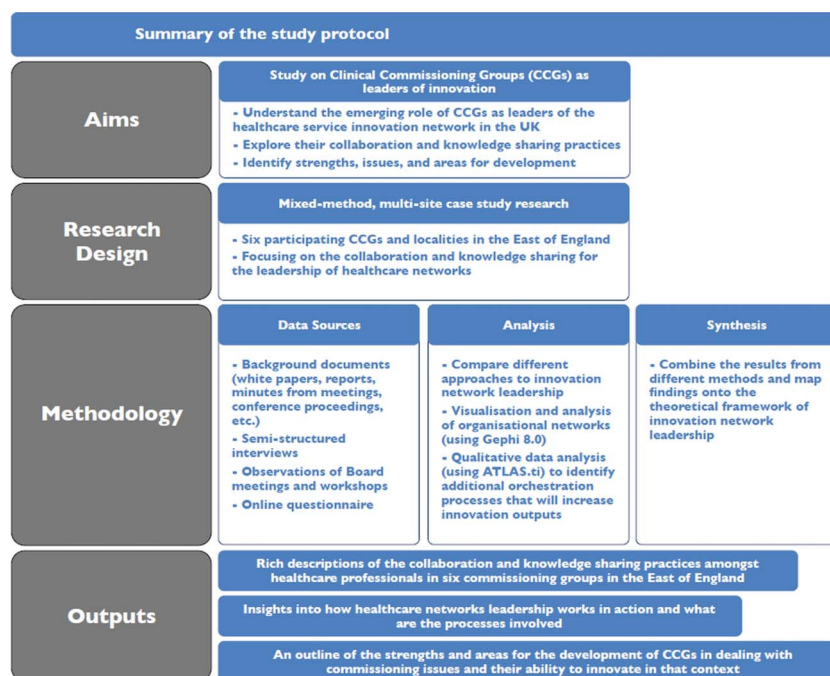 Summary of the study protocol
Aims
Study on Clinical Commissioning Groups (CCGs) as
leaders of innovation
- Understand the emerging role of CCGs as leaders of the
healthcare service innovation network in the UK
- Explore their collaboration and knowledge sharing practices
- Identify strengths, issues, and areas for development
Research
Design
Mixed-method, multi-site case study research
- Six participating CCGs and localities in the East of England
- Focusing on the collaboration and knowledge sharing for
the leadership of healthcare networks
Methodology
Data Sources
- Background documents
(white papers, reports,
minutes from meetings,
conference proceedings,
etc.)
- Semi-structured
interviews
- Observations of Board
meetings and workshops
- Online questionnaire
Analysis
- Compare different
approaches to innovation
network leadership
- Visualisation and analysis
of organisational networks
(using Gephi 8.0)
- Qualitative data analysis
(using ATLAS.ti) to identify
additional orchestration
processes that will increase
innovation outputs
Synthesis
- Combine the results from
different methods and map
findings onto the
theoretical framework of
innovation network
leadership
Outputs
Rich descriptions of the collaboration and knowledge sharing practices amongst
healthcare professionals in six commissioning groups in the East of England
Insights into how healthcare networks leadership works in action and what
are the processes involved
An outline of the strengths and areas for the development of CCGs in dealing with
commissioning issues and their ability to innovate in that context